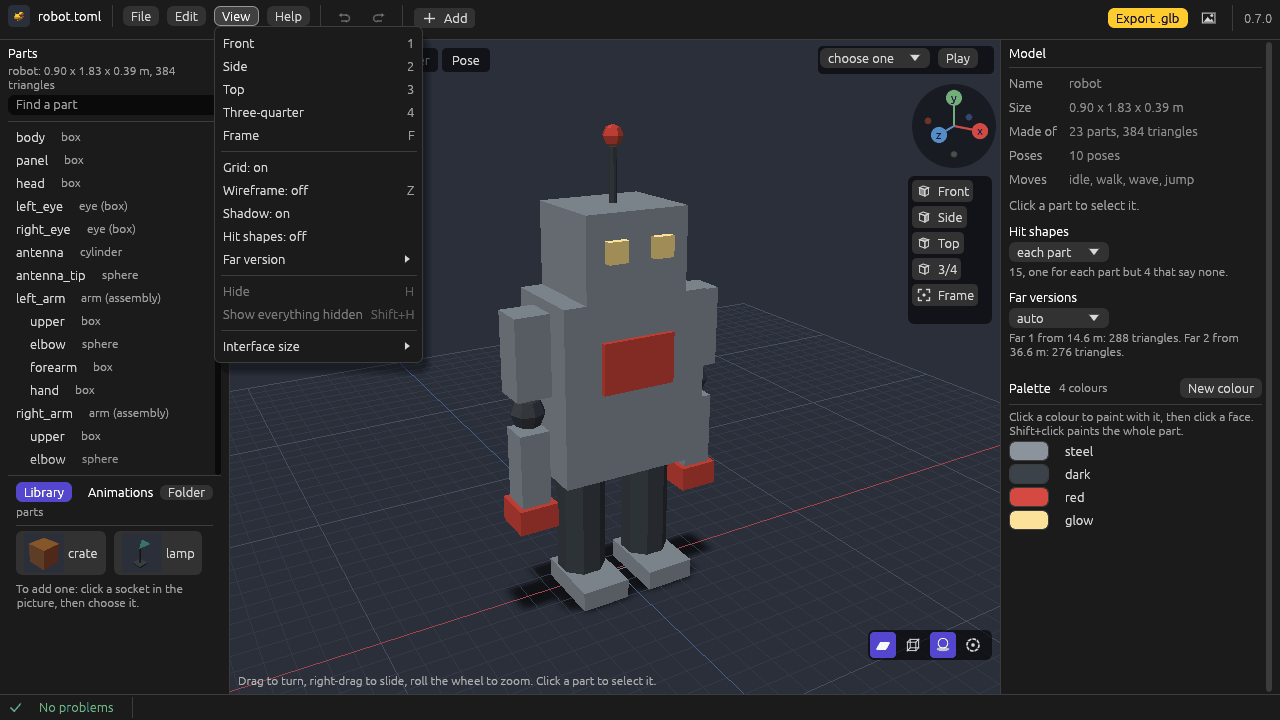 robot.toml
File
Edit
View
Help
Add
Export .glb
0.7.0
Parts
robot: 0.90 x 1.83 x 0.39 m, 384
triangles
Find a part
body box
panel box
head box
left_eye eye (box)
right_eye eye (box)
antenna cylinder
antenna_tip sphere
left_arm arm (assembly)
upper box
elbow sphere
forearm box
hand box
right_arm arm (assembly)
upper box
elbow sphere
Library
Animations
Folder
parts
crate
lamp
To add one: click a socket in the
picture, then choose it.
Front 1
Side 2
Top 3
Three-quarter 4
Frame F
Grid: on
Wireframe: off Z
Shadow: on
Hit shapes: off
Far version
Hide H
Show everything hidden Shift+H
Interface size
Pose
choose one
Play
y
x
z
Front
Side
Top
3/4
Frame
Drag to turn, right-drag to slide, roll the wheel to zoom. Click a part to select it.
Model
Name robot
Size 0.90 x 1.83 x 0.39 m
Made of 23 parts, 384 triangles
Poses 10 poses
Moves idle, walk, wave, jump
Click a part to select it.
Hit shapes
each part
15, one for each part but 4 that say none.
Far versions
auto
Far 1 from 14.6 m: 288 triangles. Far 2 from
36.6 m: 276 triangles.
Palette 4 colours
New colour
Click a colour to paint with it, then click a face.
Shift+click paints the whole part.
steel
dark
red
glow
No problems